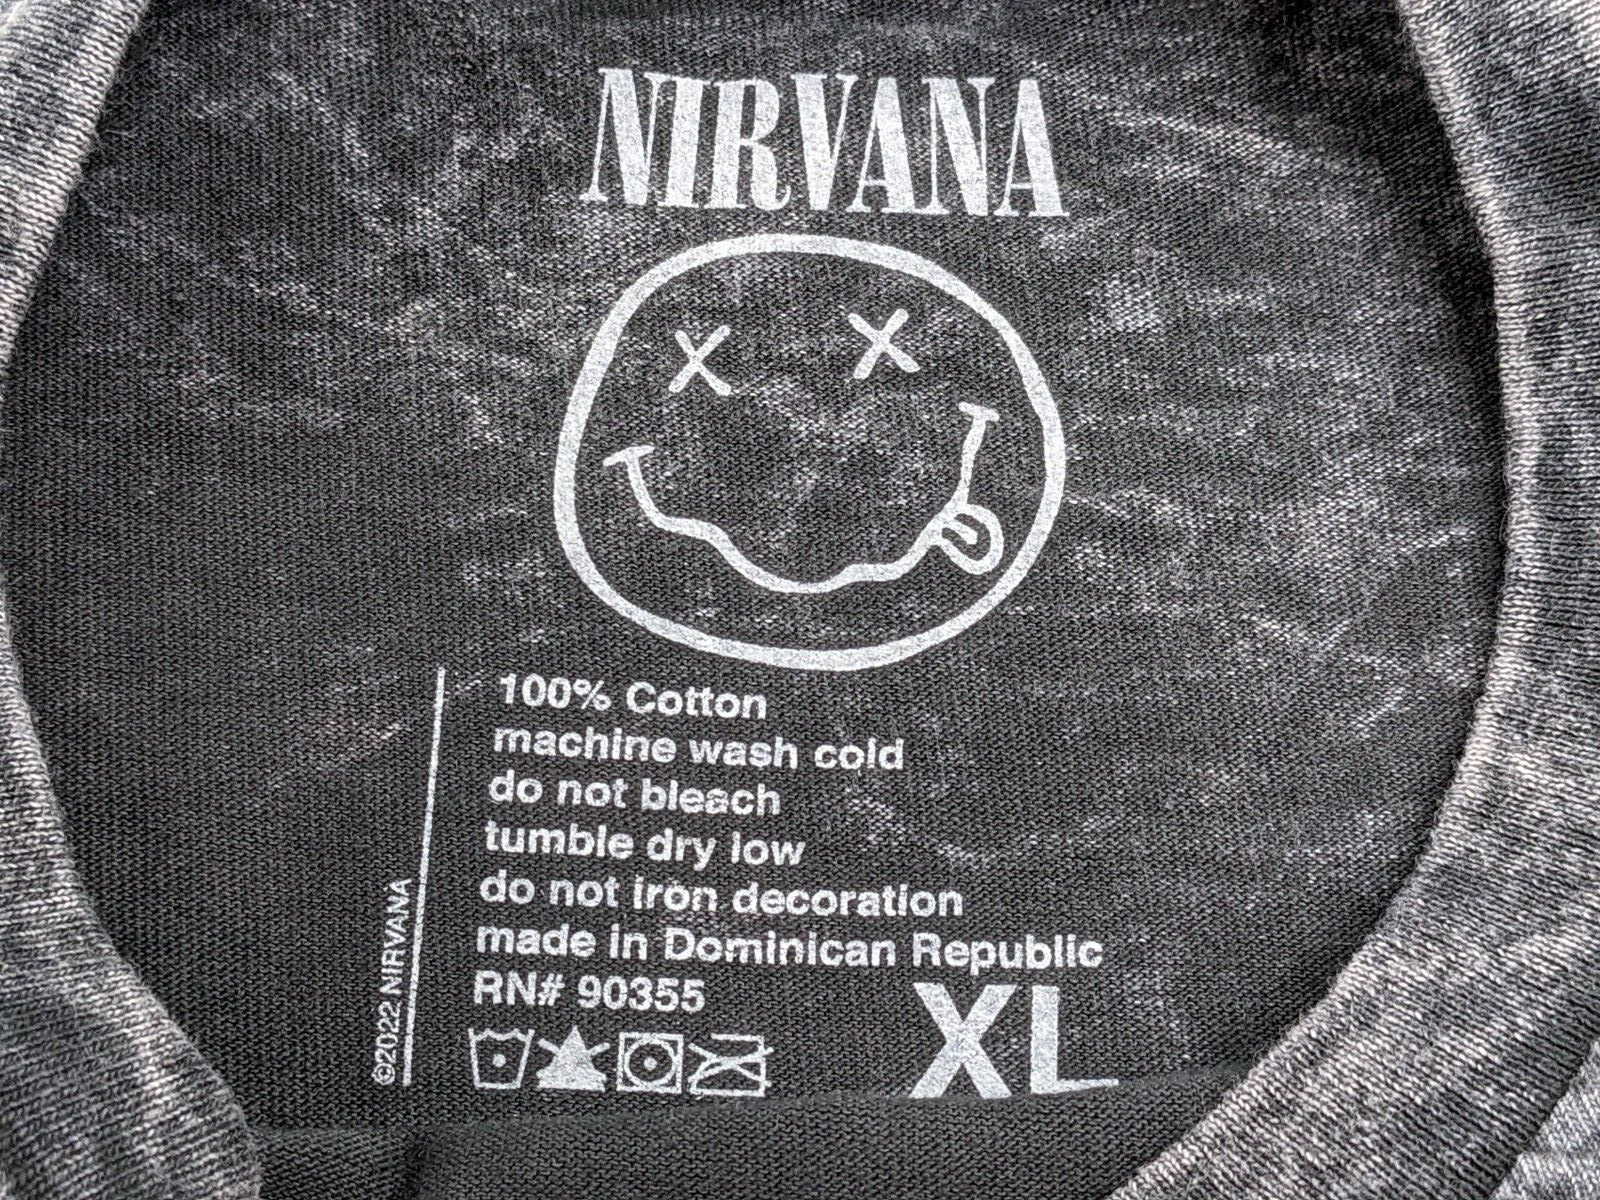 NIRVANA
100% Cotton
machine wash cold
do not bleach
tumble dry low
do not iron decoration
made in Dominican Republic
RN# 90355
XL
©2022 NIRVANA